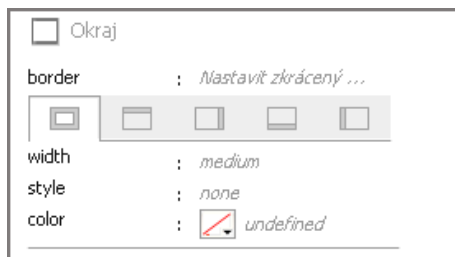 Okraj
border : Nastavit zkrácený ...
width : medium
style : none
color : undefined